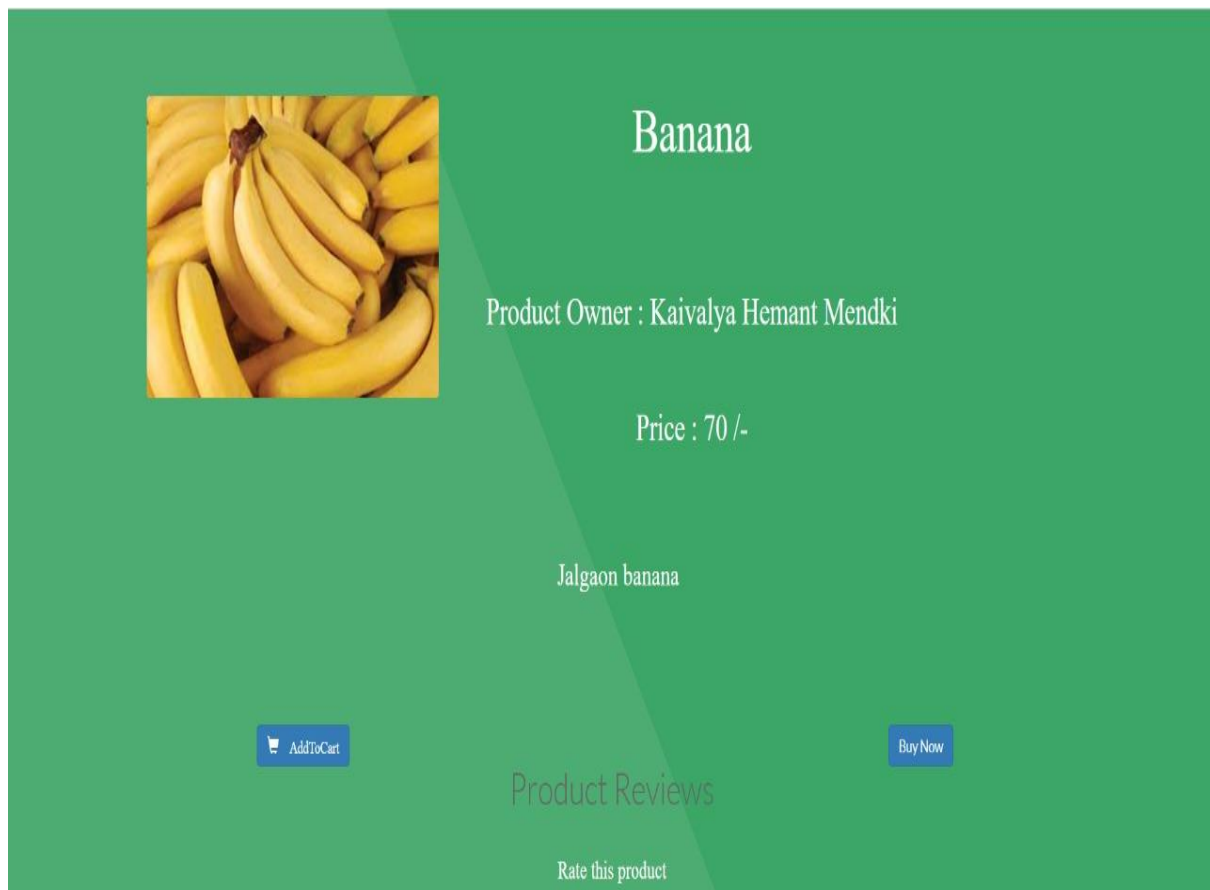 Banana
Product Owner : Kaivalya Hemant Mendki
Price : 70 /-
Jalgaon banana
AddToCart
Buy Now
Product Reviews
Rate this product